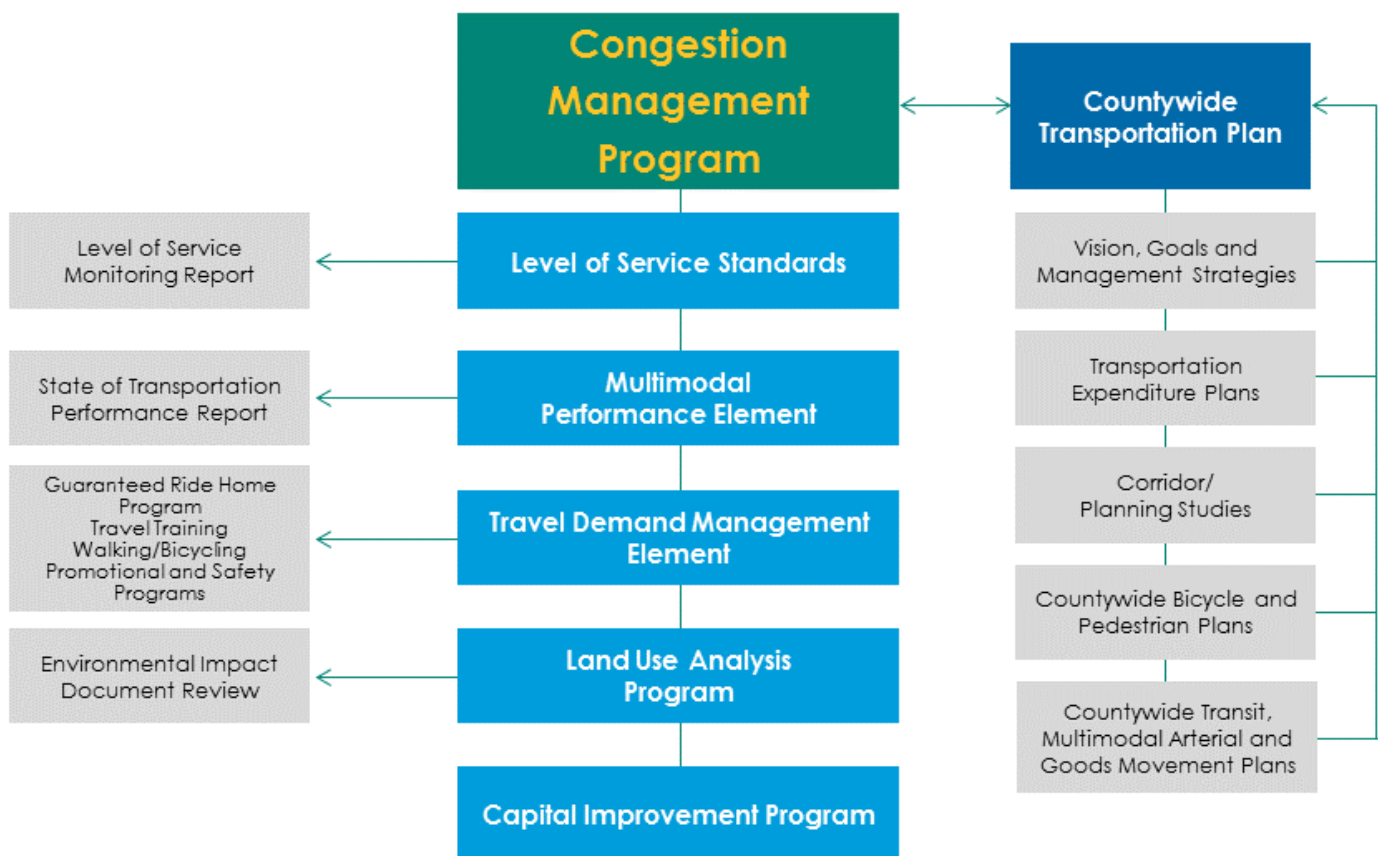 Congestion
Management
Program
Countywide
Transportation Plan
Level of Service
Monitoring Report
Level of Service Standards
Vision, Goals and
Management Strategies
State of Transportation
Performance Report
Multimodal
Performance Element
Transportation
Expenditure Plans
Guaranteed Ride Home
Program
Travel Training
Walking/Bicycling
Promotional and Safety
Programs
Travel Demand Management
Element
Corridor/
Planning Studies
Environmental Impact
Document Review
Land Use Analysis
Program
Countywide Bicycle and
Pedestrian Plans
Countywide Transit,
Multimodal Arterial and
Goods Movement Plans
Capital Improvement Program